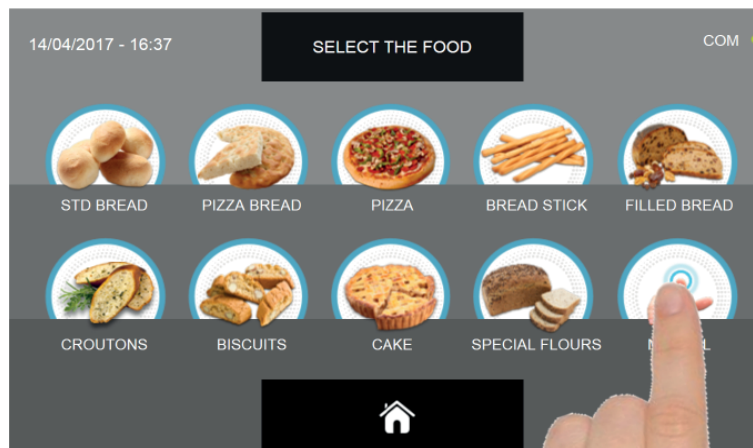 14/04/2017 - 16:37
SELECT THE FOOD
COM
STD BREAD
PIZZA BREAD
PIZZA
BREAD STICK
FILLED BREAD
CROUTONS
BISCUITS
CAKE
SPECIAL FLOURS